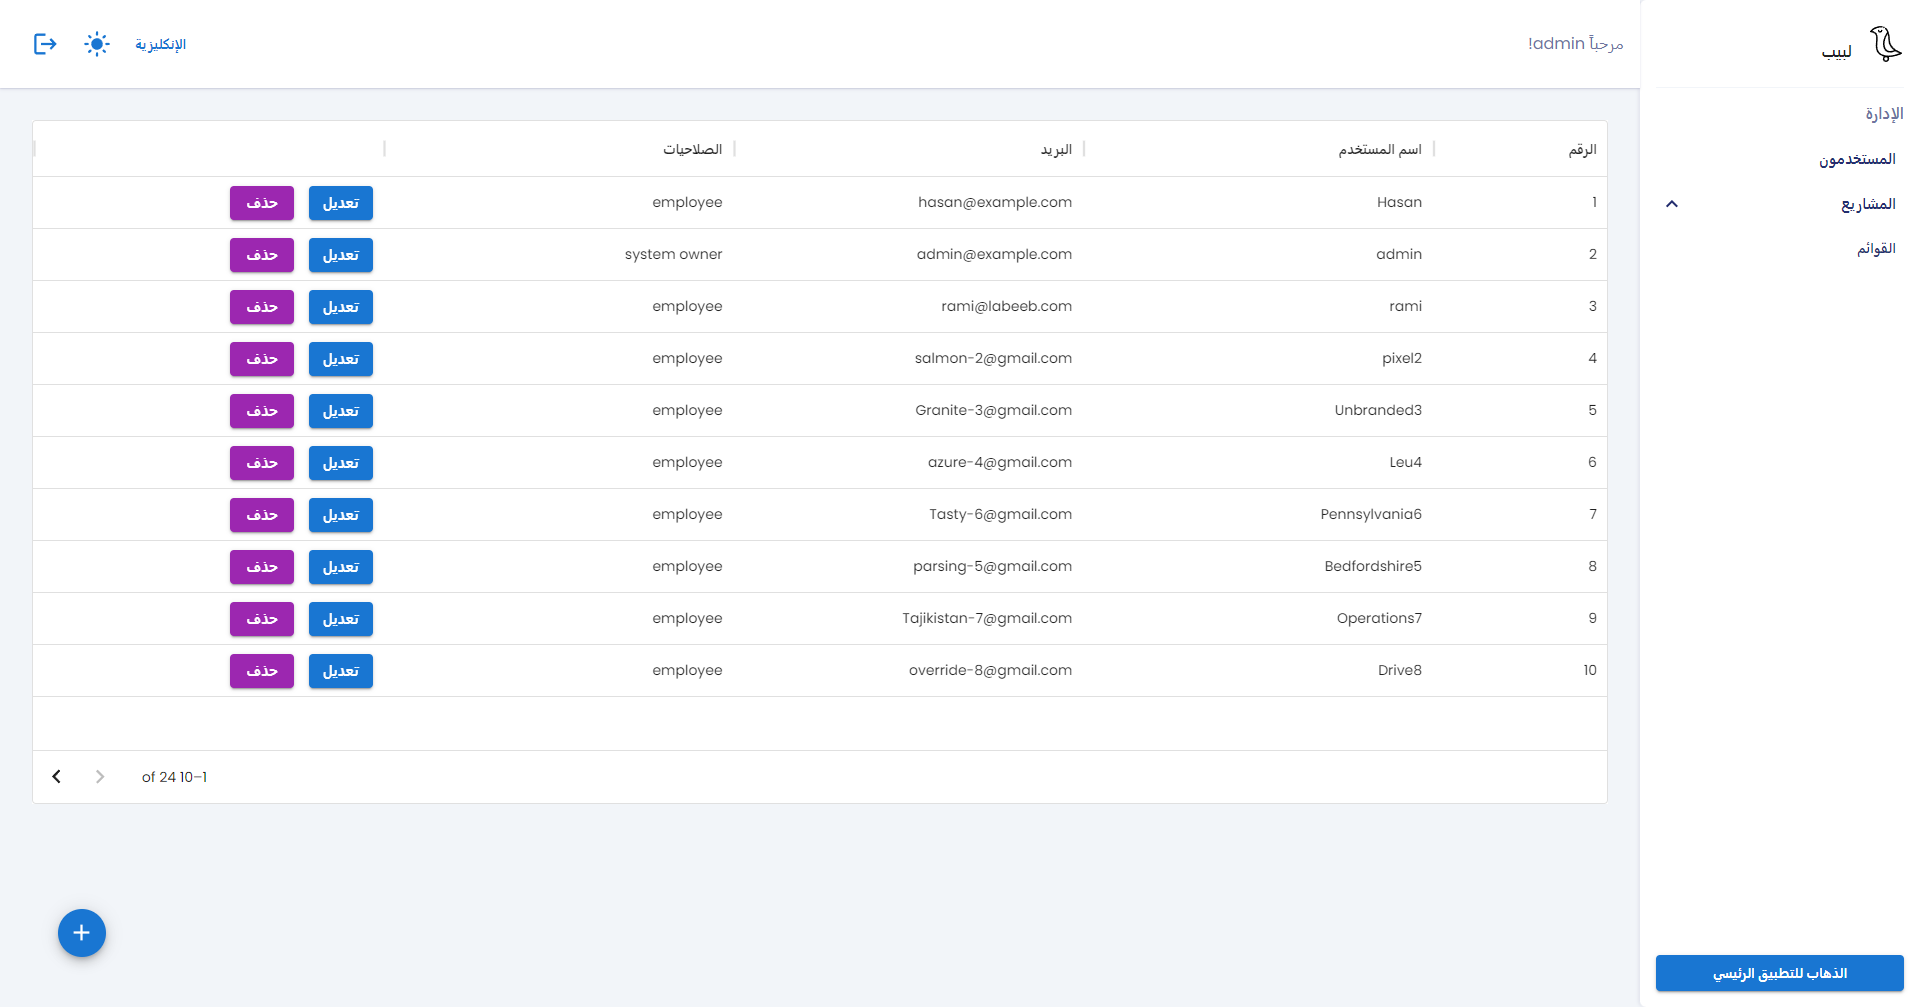 لبيب
الإدارة
المستخدمون
المشاريع
القوائم
الذهاب للتطبيق الرئيسي
مرحباً admin!
الإنكليزية
الرقم اسم المستخدم البريد الصلاحيات
1 Hasan hasan@example.com employee تعديل حذف
2 admin admin@example.com system owner تعديل حذف
3 rami rami@labeeb.com employee تعديل حذف
4 pixel2 salmon-2@gmail.com employee تعديل حذف
5 Unbranded3 Granite-3@gmail.com employee تعديل حذف
6 Leu4 azure-4@gmail.com employee تعديل حذف
7 Pennsylvania6 Tasty-6@gmail.com employee تعديل حذف
8 Bedfordshire5 parsing-5@gmail.com employee تعديل حذف
9 Operations7 Tajikistan-7@gmail.com employee تعديل حذف
10 Drive8 override-8@gmail.com employee تعديل حذف
of 24 10–1